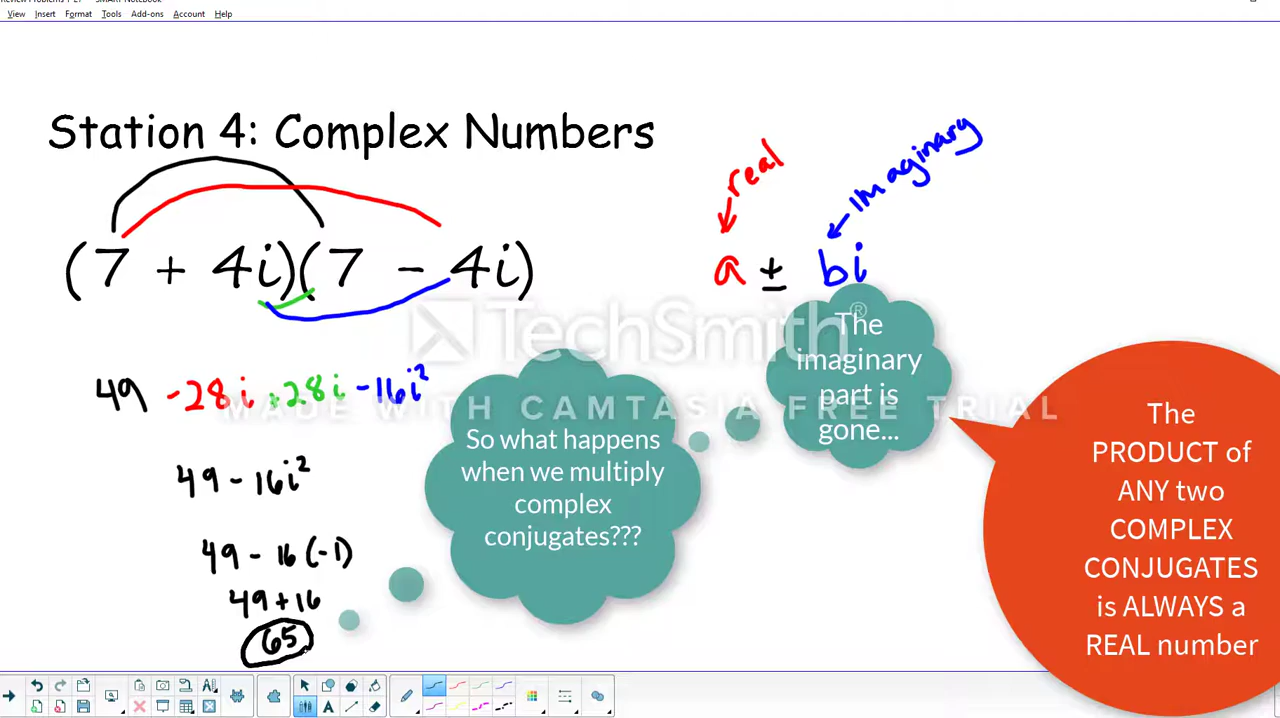 View Insert Format Tools Add-ons Account Help
Station 4: Complex Numbers
real
imaginary
(7 + 4i)(7 - 4i)
a ± bi
TechSmith®
MADE WITH CAMTASIA FREE TRIAL
49 -28i +28i -16i²
49 - 16i²
49 - 16(-1)
49 + 16
65
So what happens
when we multiply
complex
conjugates???
The
imaginary
part is
gone...
The
PRODUCT of
ANY two
COMPLEX
CONJUGATES
is ALWAYS a
REAL number